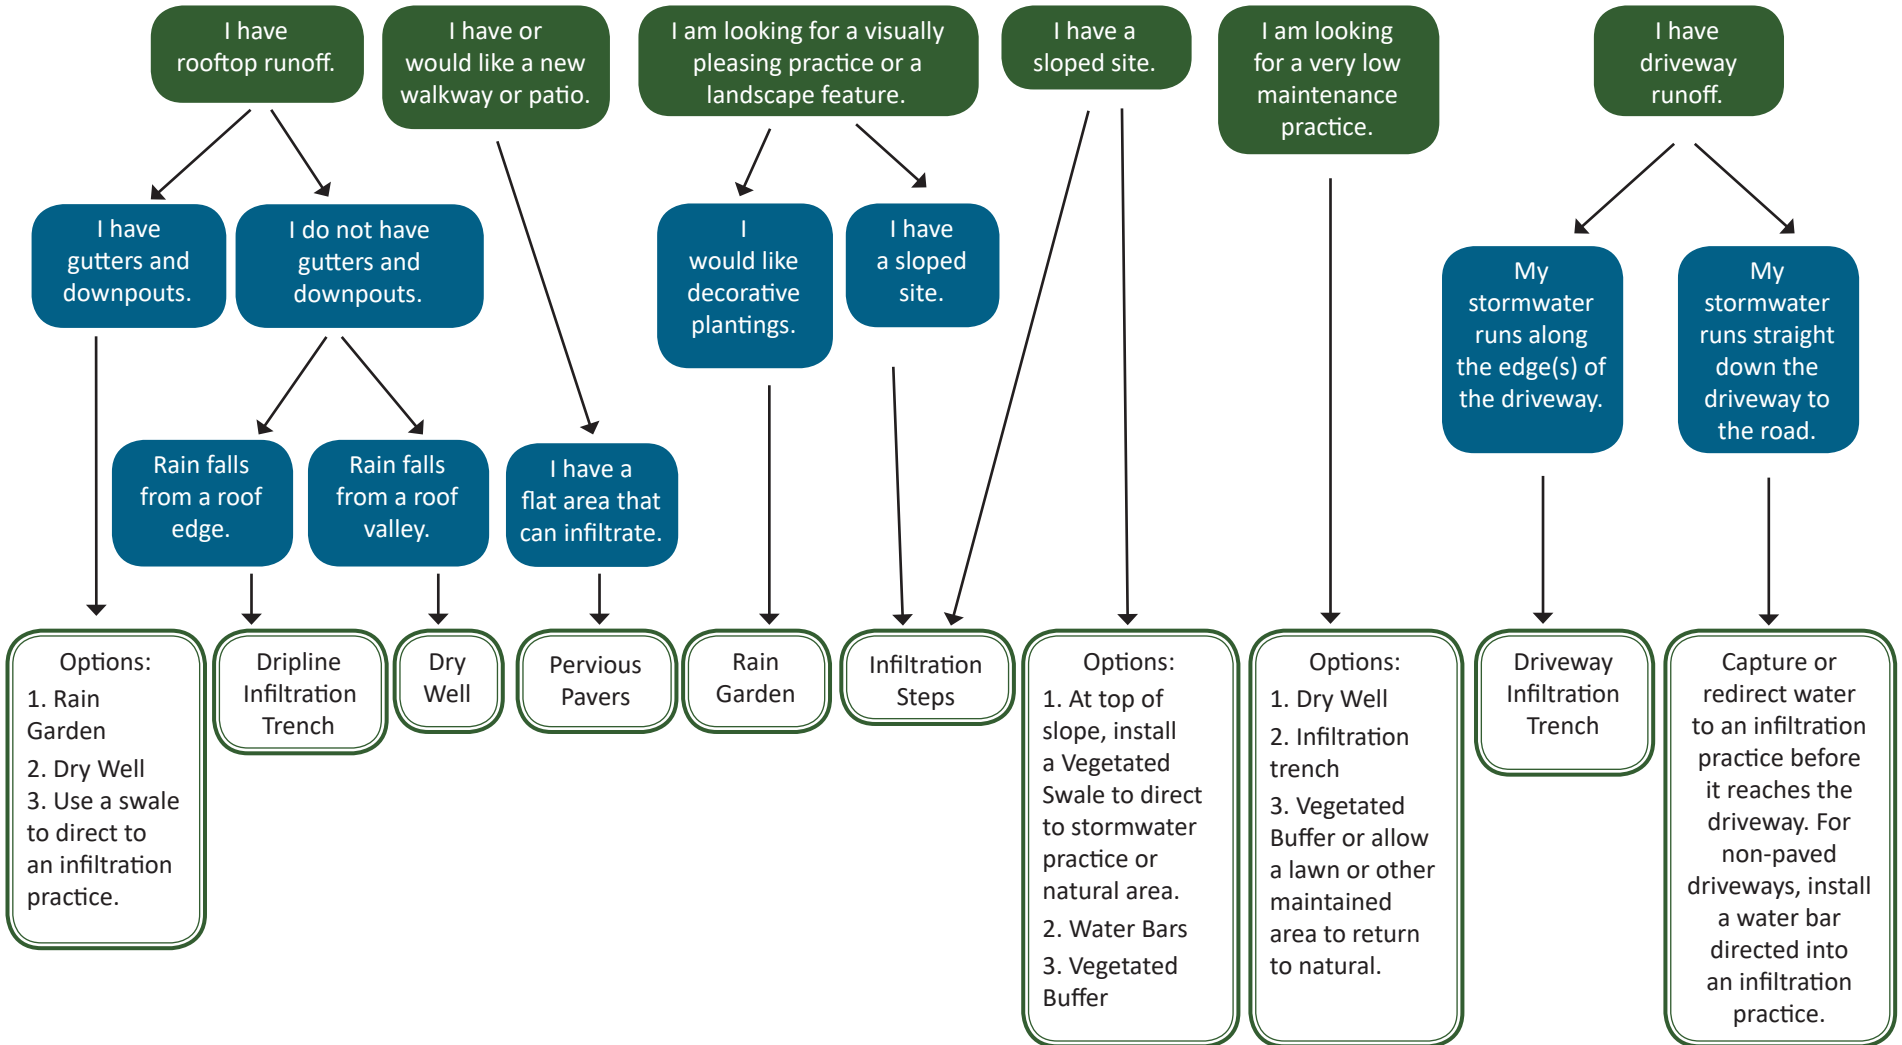 I have
rooftop runoff.
I have or
would like a new
walkway or patio.
I am looking for a visually
pleasing practice or a
landscape feature.
I have a
sloped site.
I am looking
for a very low
maintenance
practice.
I have
driveway
runoff.
I have
gutters and
downpouts.
I do not have
gutters and
downpouts.
I
would like
decorative
plantings.
I have
a sloped
site.
My
stormwater
runs along
the edge(s) of
the driveway.
My
stormwater
runs straight
down the
driveway to
the road.
Rain falls
from a roof
edge.
Rain falls
from a roof
valley.
I have a
flat area that
can infiltrate.
Options:
1. Rain
Garden
2. Dry Well
3. Use a swale
to direct to
an infiltration
practice.
Dripline
Infiltration
Trench
Dry
Well
Pervious
Pavers
Rain
Garden
Infiltration
Steps
Options:
1. At top of
slope, install
a Vegetated
Swale to direct
to stormwater
practice or
natural area.
2. Water Bars
3. Vegetated
Buffer
Options:
1. Dry Well
2. Infiltration
trench
3. Vegetated
Buffer or allow
a lawn or other
maintained
area to return
to natural.
Driveway
Infiltration
Trench
Capture or
redirect water
to an infiltration
practice before
it reaches the
driveway. For
non-paved
driveways, install
a water bar
directed into
an infiltration
practice.